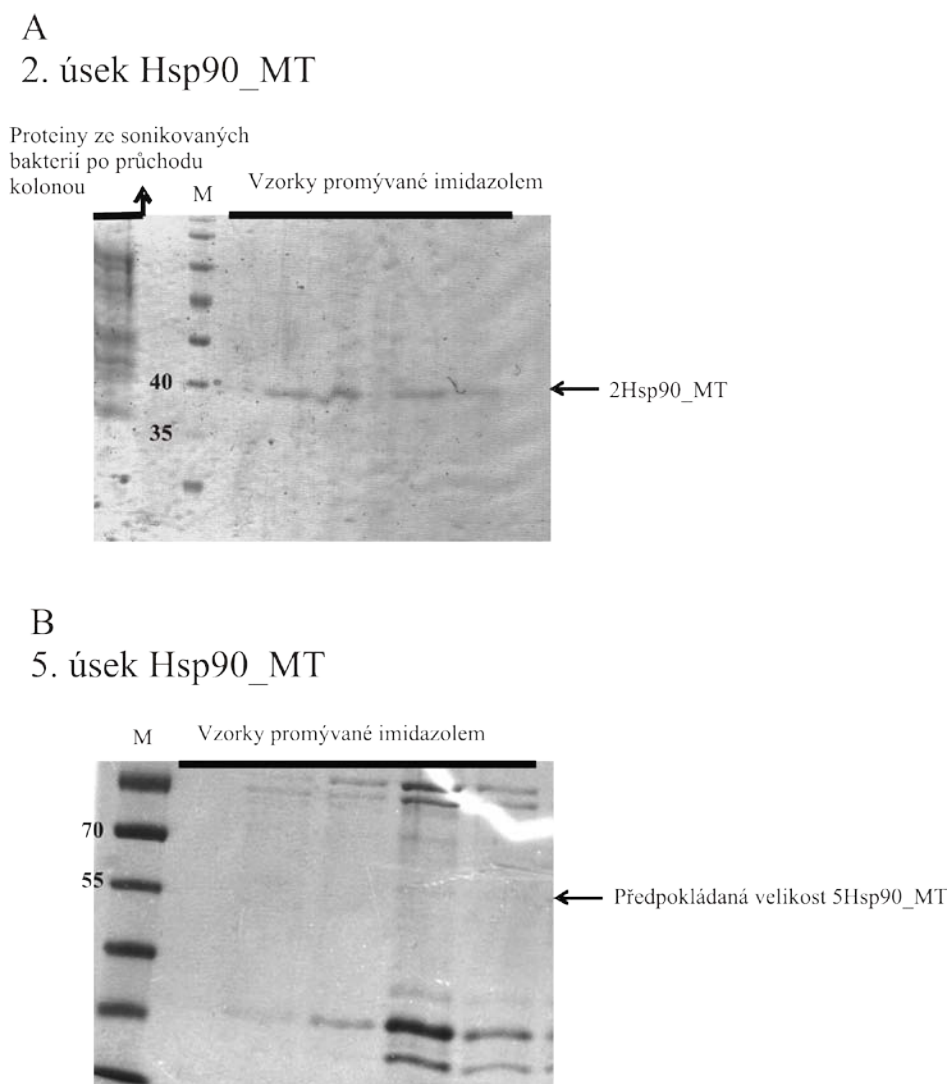 A
2. úsek Hsp90_MT
Proteiny ze sonikovaných
bakterií po průchodu
kolonou
M
Vzorky promývané imidazolem
40
2Hsp90_MT
35
B
5. úsek Hsp90_MT
M
Vzorky promývané imidazolem
70
55
Předpokládaná velikost 5Hsp90_MT